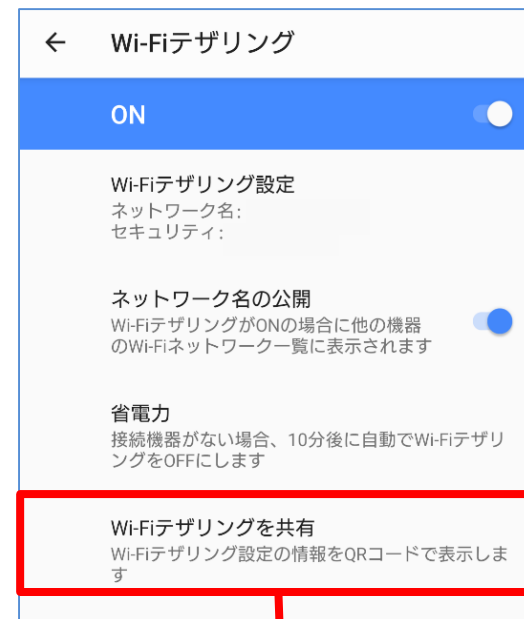 Wi-Fiテザリング
ON
Wi-Fiテザリング設定
ネットワーク名:
セキュリティ:
ネットワーク名の公開
Wi-FiテザリングがONの場合に他の機器
のWi-Fiネットワーク一覧に表示されます
省電力
接続機器がない場合、10分後に自動でWi-Fiテザリ
ングをOFFにします
Wi-Fiテザリングを共有
Wi-Fiテザリング設定の情報をQRコードで表示しま
す